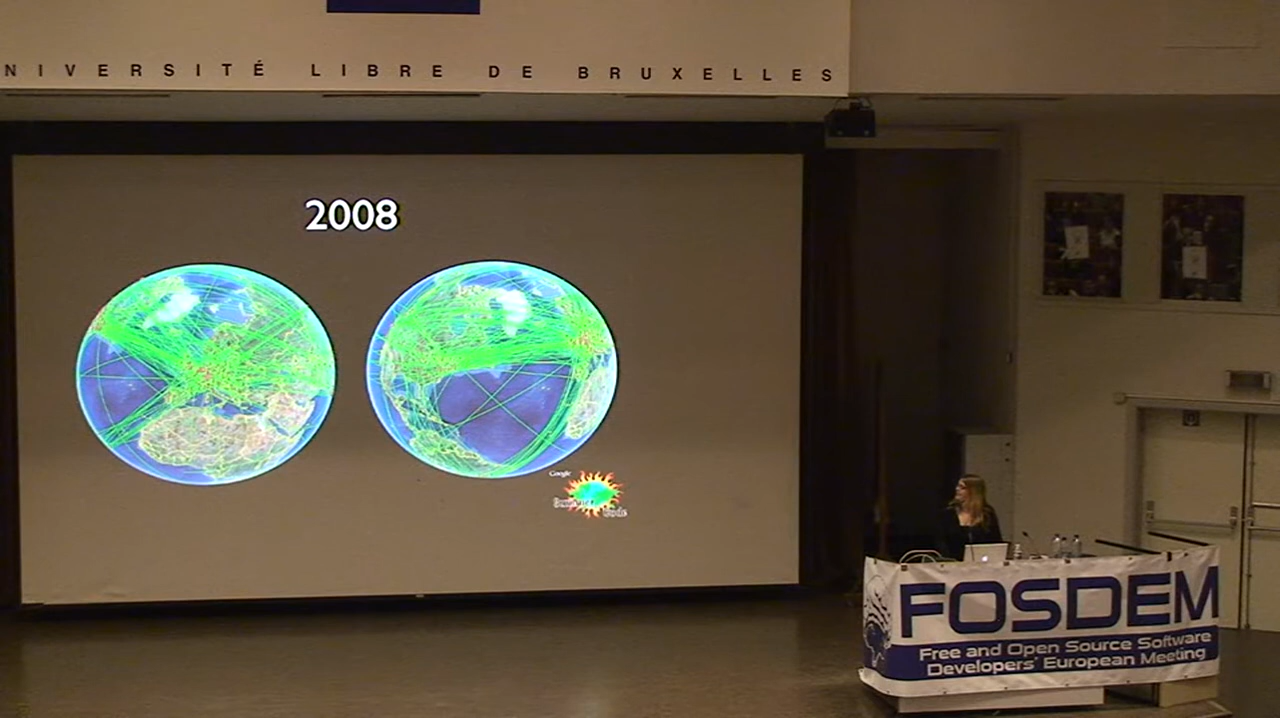 NIVERSITÉ LIBRE DE BRUXELLES
2008
Google
FOSDEM
Free and Open Source Software
Developers' European Meeting